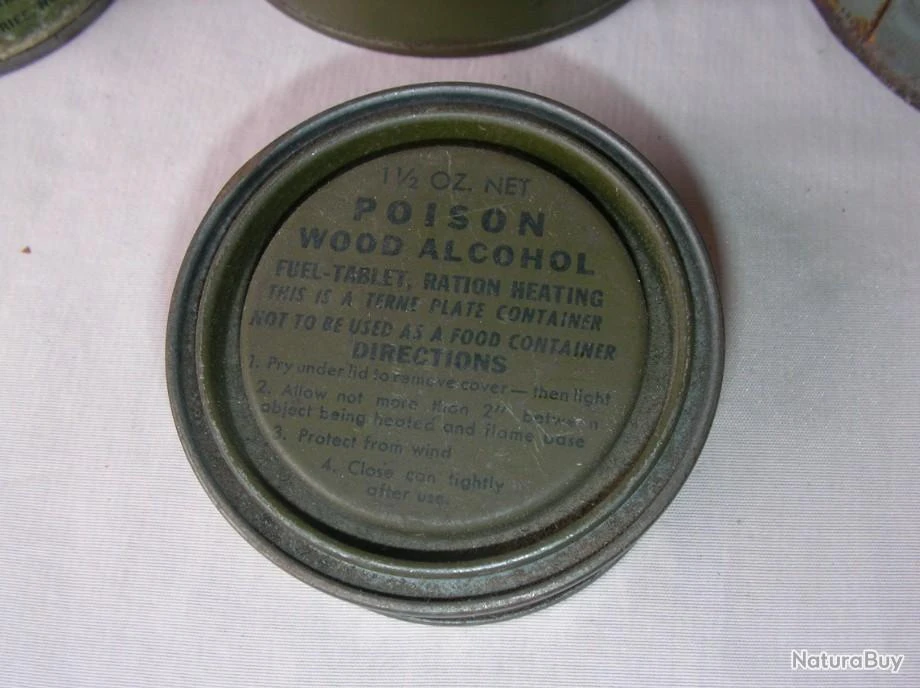 1½ OZ. NET
POISON
WOOD ALCOHOL
FUEL-TABLET, RATION HEATING
THIS IS A TERNE PLATE CONTAINER
NOT TO BE USED AS A FOOD CONTAINER
DIRECTIONS
1. Pry under lid to remove cover — then light
2. Allow not more than 2" between
object being heated and flame base
3. Protect from wind
4. Close can tightly
after use.
NaturaBuy